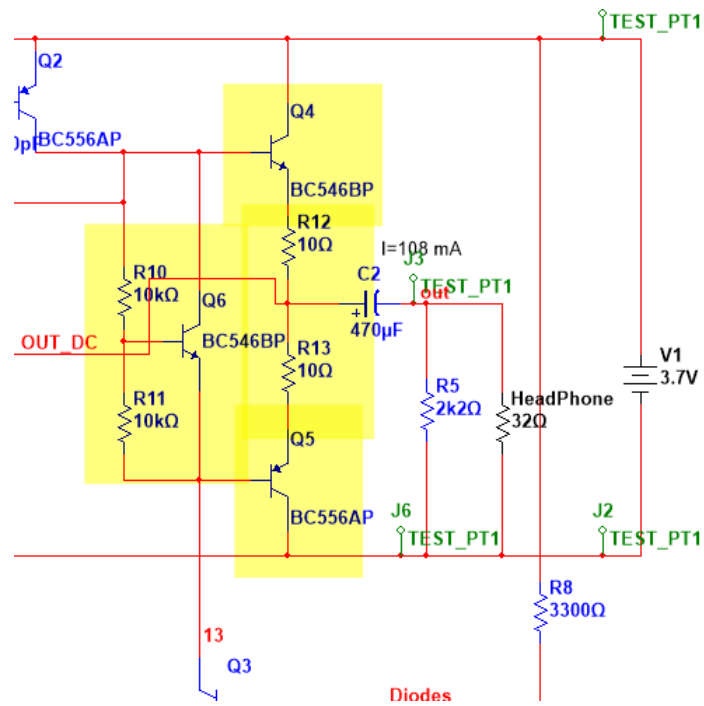 TEST_PT1
Q2
Q4
0pF
BC556AP
BC546BP
R12
10Ω
I=108 mA
J3
TEST_PT1
out
C2
+
470µF
R10
10kΩ
Q6
BC546BP
OUT_DC
R13
10Ω
V1
3.7V
R5
2k2Ω
HeadPhone
32Ω
R11
10kΩ
Q5
BC556AP
J6
TEST_PT1
J2
TEST_PT1
R8
3300Ω
13
Q3
Diodes